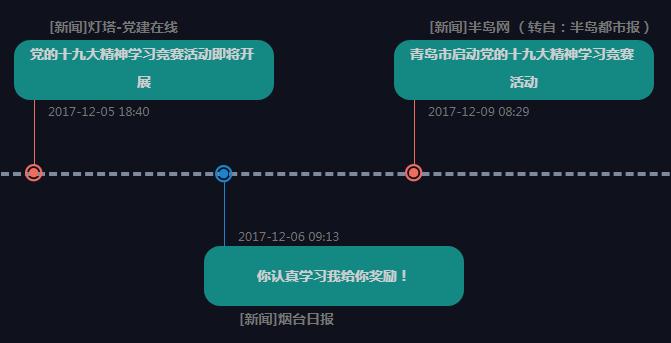 [新闻]灯塔-党建在线
党的十九大精神学习竞赛活动即将开
展
2017-12-05 18:40
[新闻]半岛网（转自：半岛都市报）
青岛市启动党的十九大精神学习竞赛
活动
2017-12-09 08:29
2017-12-06 09:13
你认真学习我给你奖励！
[新闻]烟台日报